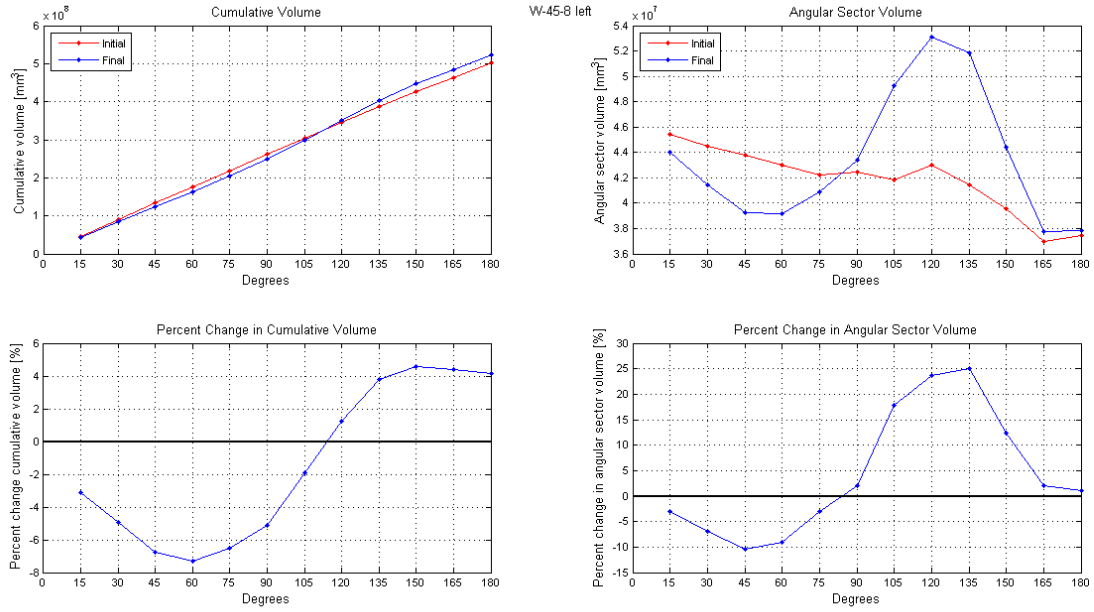 W-45-8 left
Cumulative Volume
× 10^8
Cumulative volume [mm^3]
6
5
4
3
2
1
0
Initial
Final
0 15 30 45 60 75 90 105 120 135 150 165 180
Degrees
Angular Sector Volume
× 10^7
Angular sector volume [mm^3]
5.4
5.2
5
4.8
4.6
4.4
4.2
4
3.8
3.6
Initial
Final
0 15 30 45 60 75 90 105 120 135 150 165 180
Degrees
Percent Change in Cumulative Volume
Percent change cumulative volume [%]
6
4
2
0
-2
-4
-6
-8
0 15 30 45 60 75 90 105 120 135 150 165 180
Degrees
Percent Change in Angular Sector Volume
Percent change in angular sector volume [%]
30
25
20
15
10
5
0
-5
-10
-15
0 15 30 45 60 75 90 105 120 135 150 165 180
Degrees